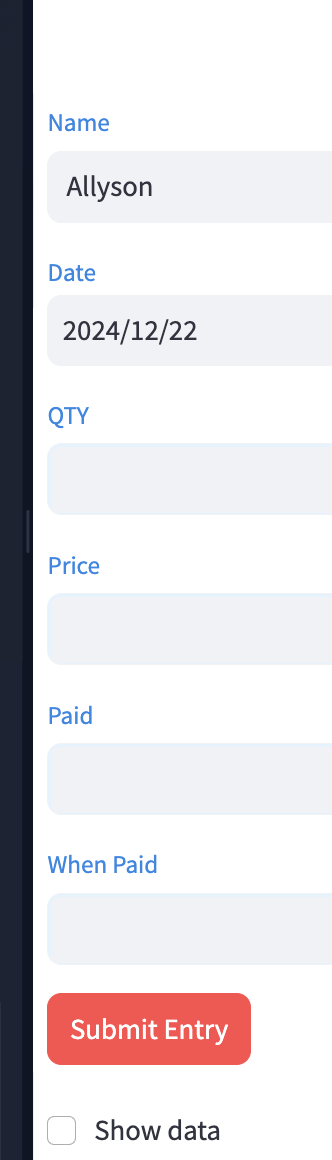 Name
Allyson
Date
2024/12/22
QTY
Price
Paid
When Paid
Submit Entry
Show data